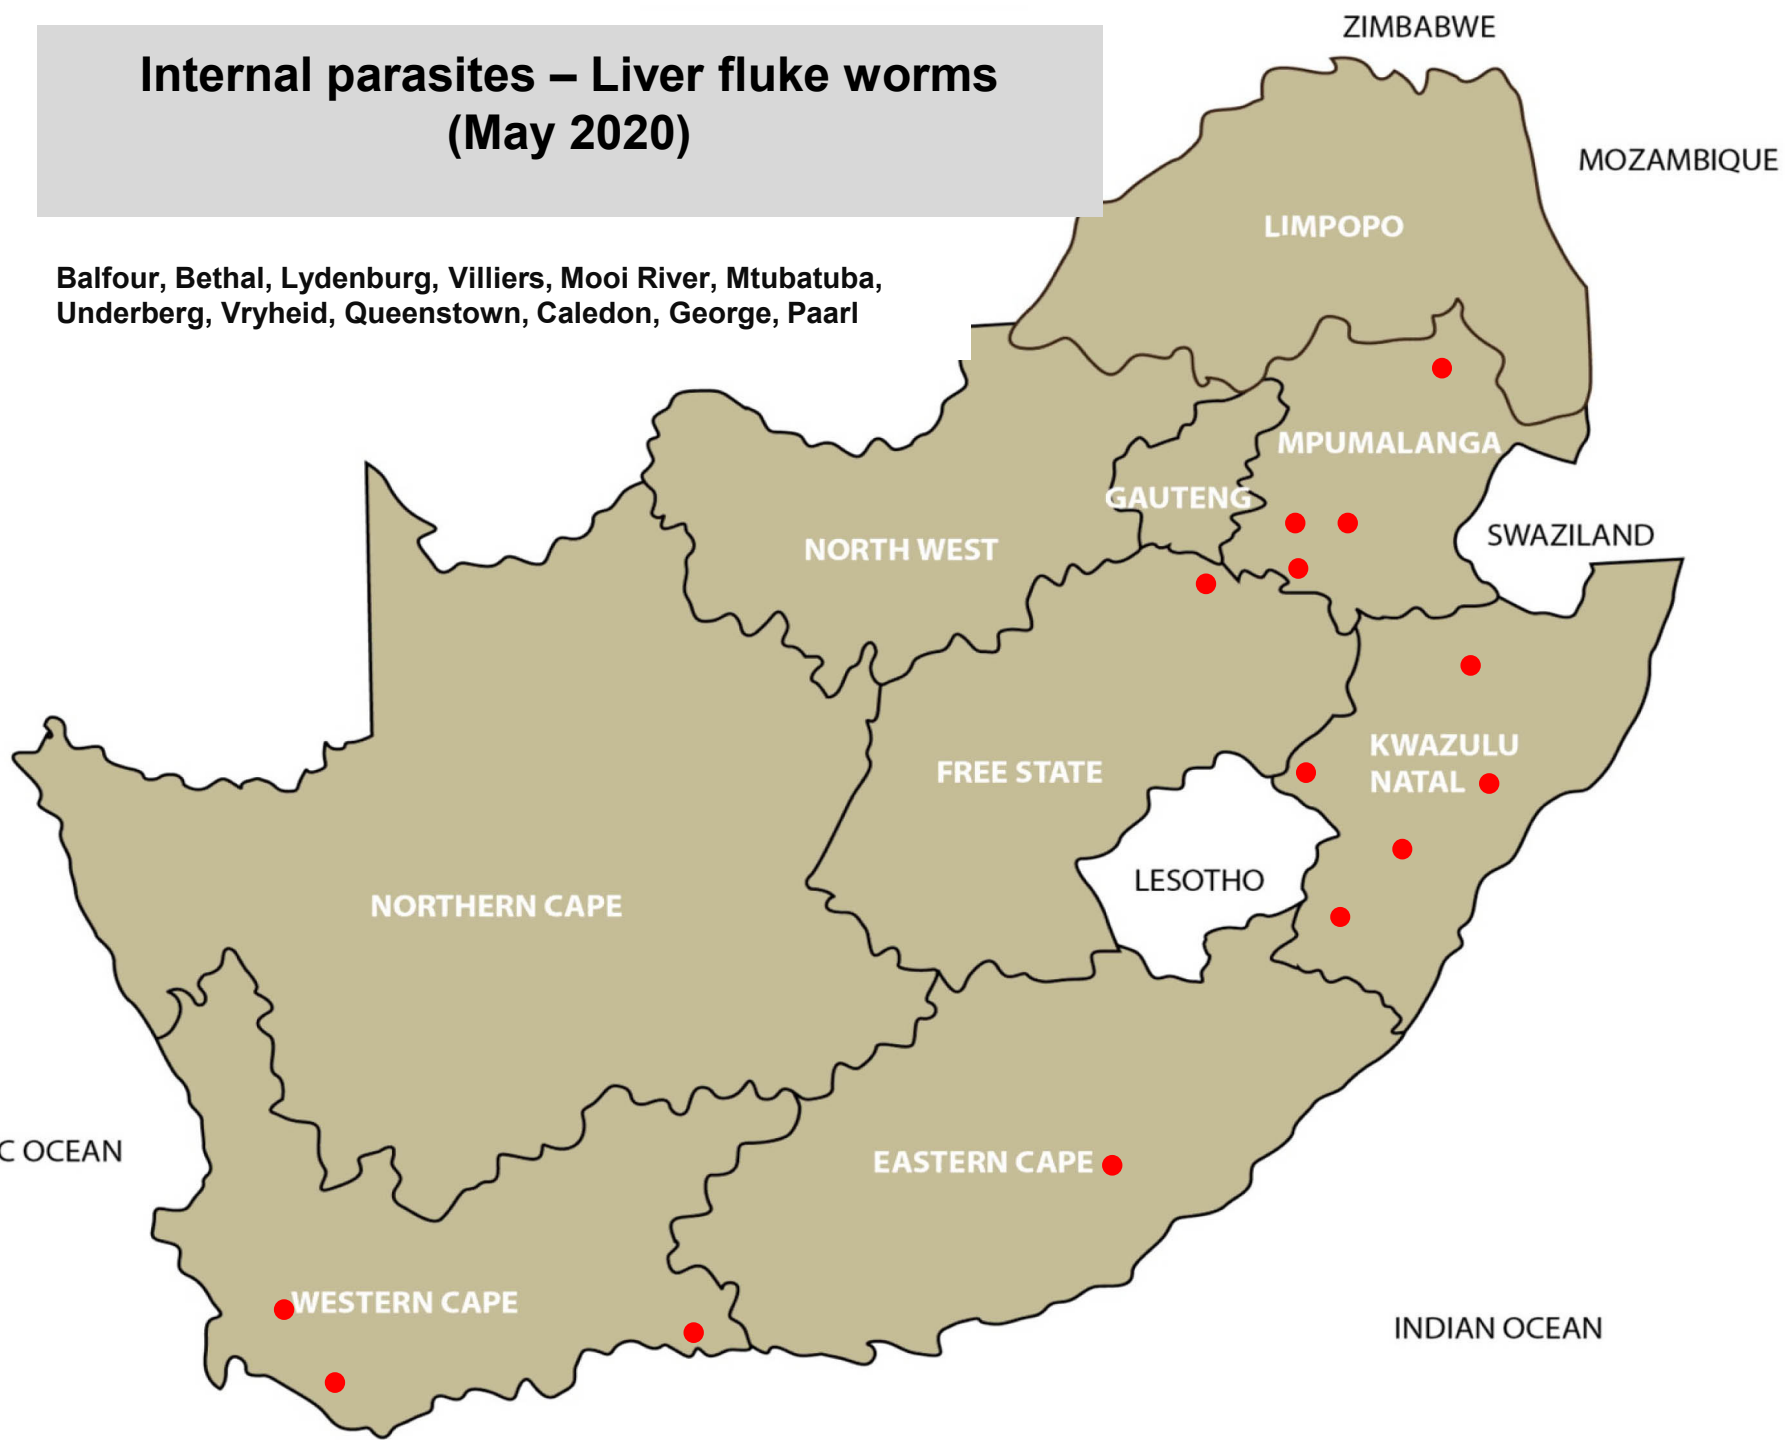 Internal parasites – Liver fluke worms
(May 2020)
Balfour, Bethal, Lydenburg, Villiers, Mooi River, Mtubatuba,
Underberg, Vryheid, Queenstown, Caledon, George, Paarl
ZIMBABWE
MOZAMBIQUE
LIMPOPO
MPUMALANGA
GAUTENG
NORTH WEST
SWAZILAND
KWAZULU
NATAL
FREE STATE
LESOTHO
NORTHERN CAPE
C OCEAN
EASTERN CAPE
WESTERN CAPE
INDIAN OCEAN